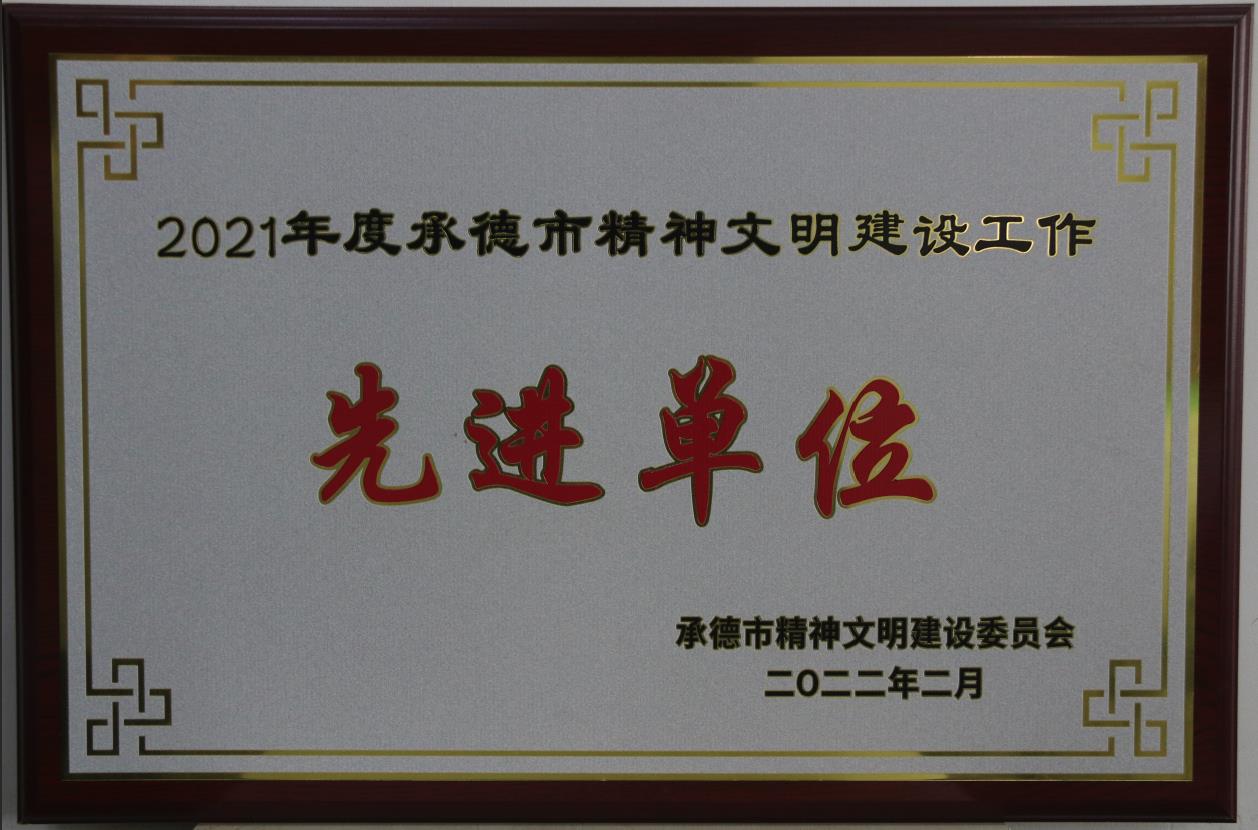 2021年度承德市精神文明建设工作
先进单位
承德市精神文明建设委员会
二〇二二年二月